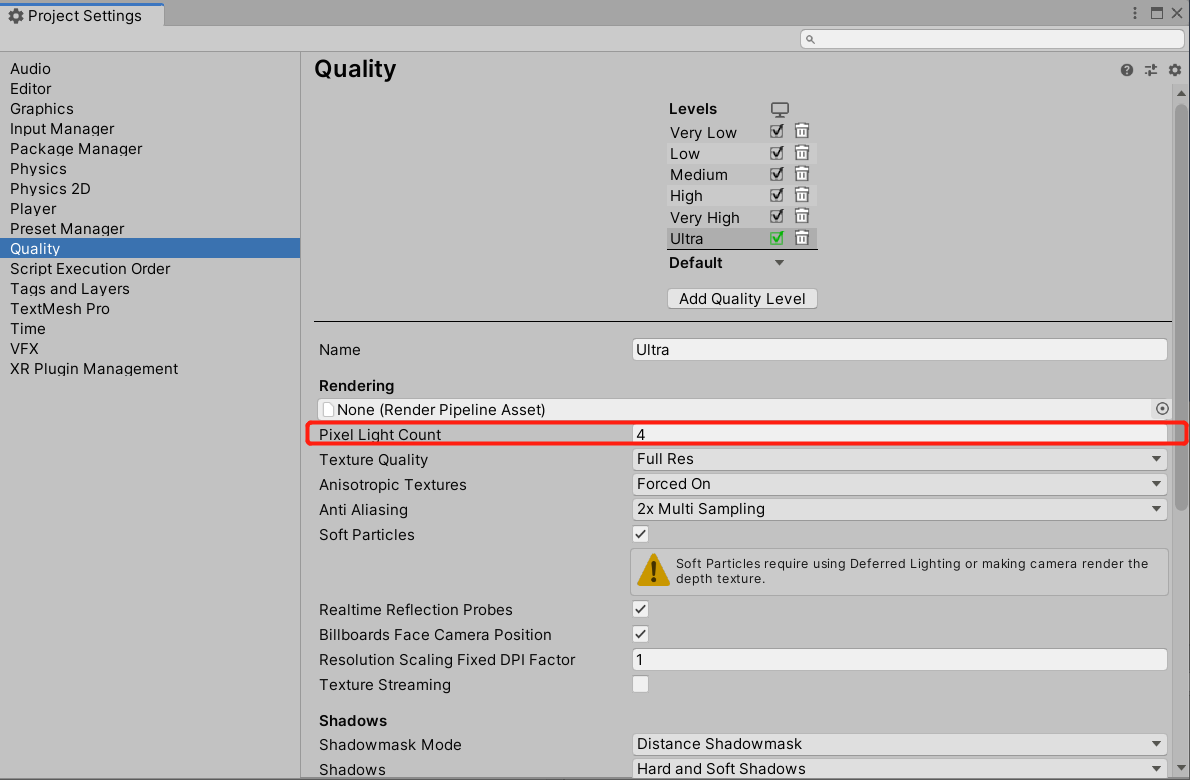 Project Settings
Audio
Editor
Graphics
Input Manager
Package Manager
Physics
Physics 2D
Player
Preset Manager
Quality
Script Execution Order
Tags and Layers
TextMesh Pro
Time
VFX
XR Plugin Management
Quality
Levels
Very Low
Low
Medium
High
Very High
Ultra
Default
Add Quality Level
Name Ultra
Rendering
None (Render Pipeline Asset)
Pixel Light Count 4
Texture Quality Full Res
Anisotropic Textures Forced On
Anti Aliasing 2x Multi Sampling
Soft Particles
Soft Particles require using Deferred Lighting or making camera render the
depth texture.
Realtime Reflection Probes
Billboards Face Camera Position
Resolution Scaling Fixed DPI Factor 1
Texture Streaming
Shadows
Shadowmask Mode Distance Shadowmask
Shadows Hard and Soft Shadows